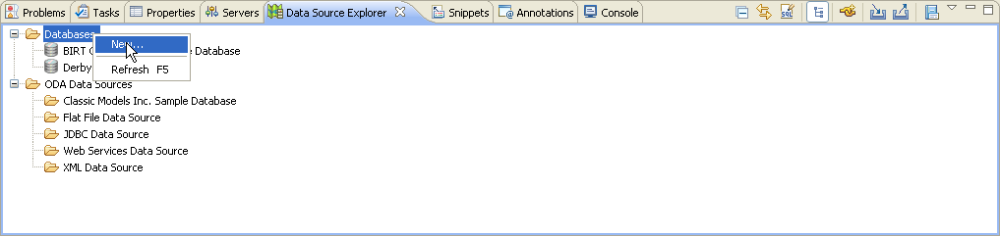 Problems Tasks Properties Servers Data Source Explorer Snippets Annotations Console
SQL
Databases
New...
BIRT C e Database
Derby
Refresh F5
ODA Data Sources
Classic Models Inc. Sample Database
Flat File Data Source
JDBC Data Source
Web Services Data Source
XML Data Source